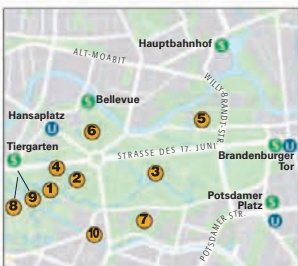 Hauptbahnhof
S
ALT-MOABIT
WILLY-BRANDT-STR.
S
Bellevue
Hansaplatz
U
6
5
Tiergarten
S
STRASSE DES 17. JUNI
S U
Brandenburger
Tor
4
3
2
1
9
8
Potsdamer
Platz
S
U
7
10
POTSDAMER STR.